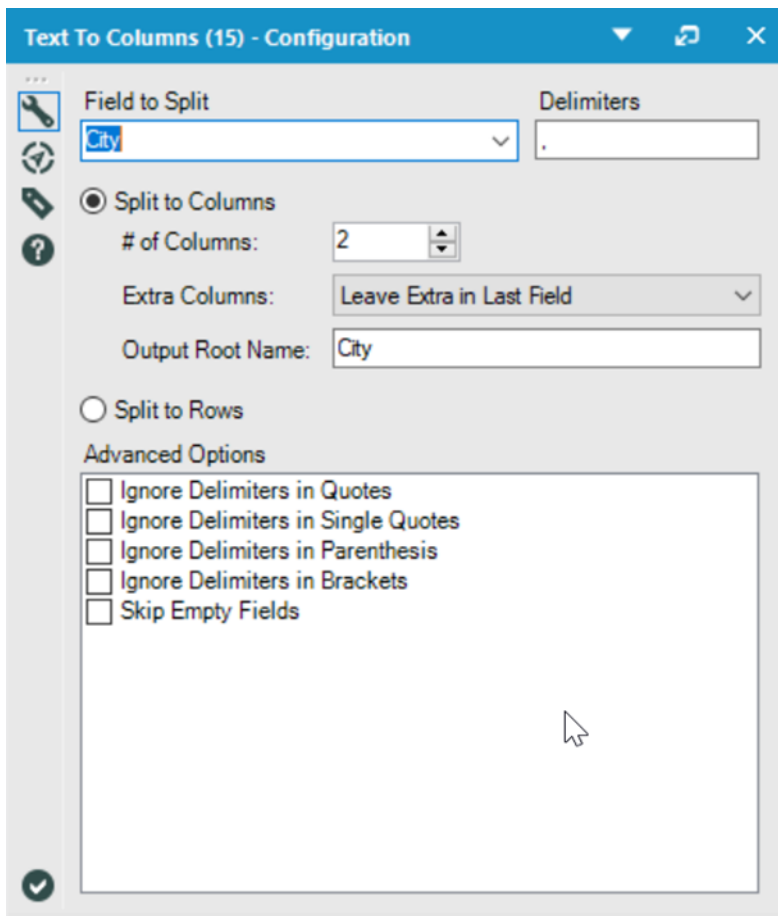 Text To Columns (15) - Configuration
Field to Split Delimiters
City ,
Split to Columns
# of Columns: 2
Extra Columns: Leave Extra in Last Field
Output Root Name: City
Split to Rows
Advanced Options
Ignore Delimiters in Quotes
Ignore Delimiters in Single Quotes
Ignore Delimiters in Parenthesis
Ignore Delimiters in Brackets
Skip Empty Fields